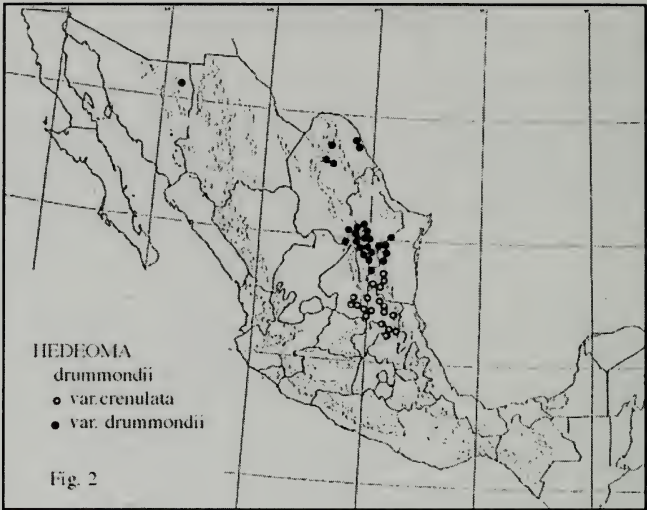 HEDEOMA
drummondii
o var.crenulata
● var. drummondii
Fig. 2